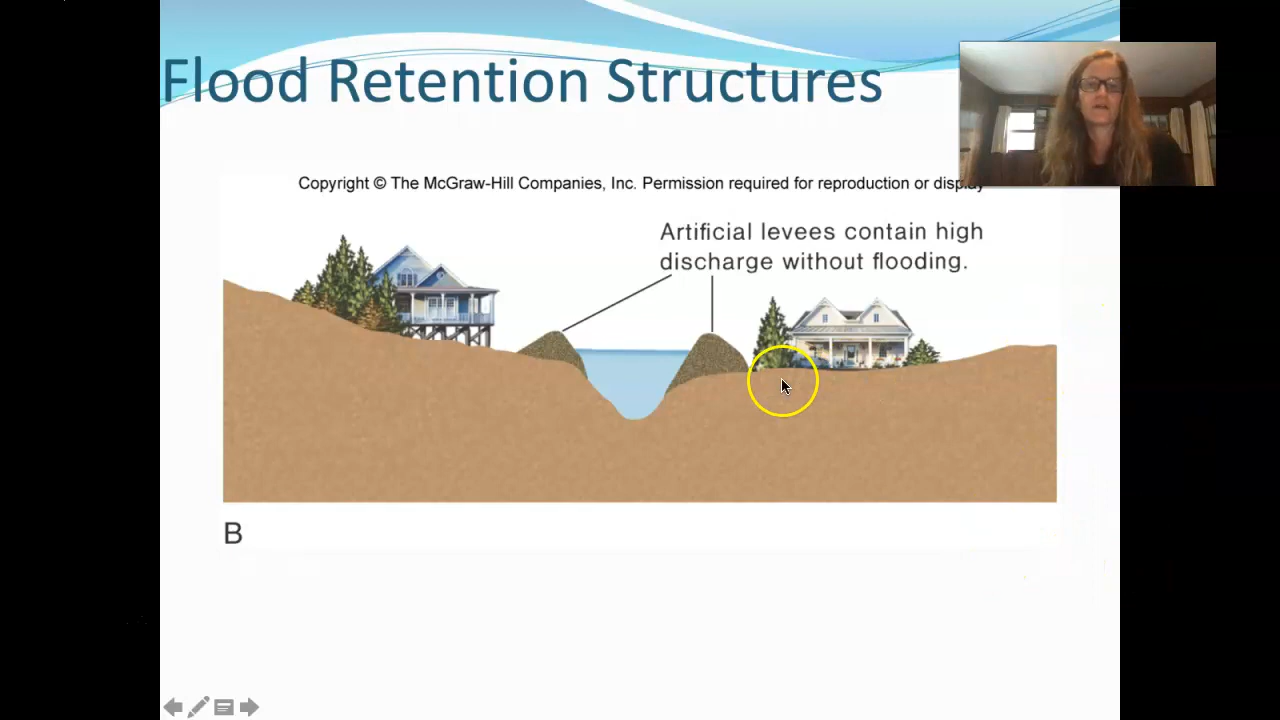 Flood Retention Structures
Copyright © The McGraw-Hill Companies, Inc. Permission required for reproduction or display
Artificial levees contain high
discharge without flooding.
B